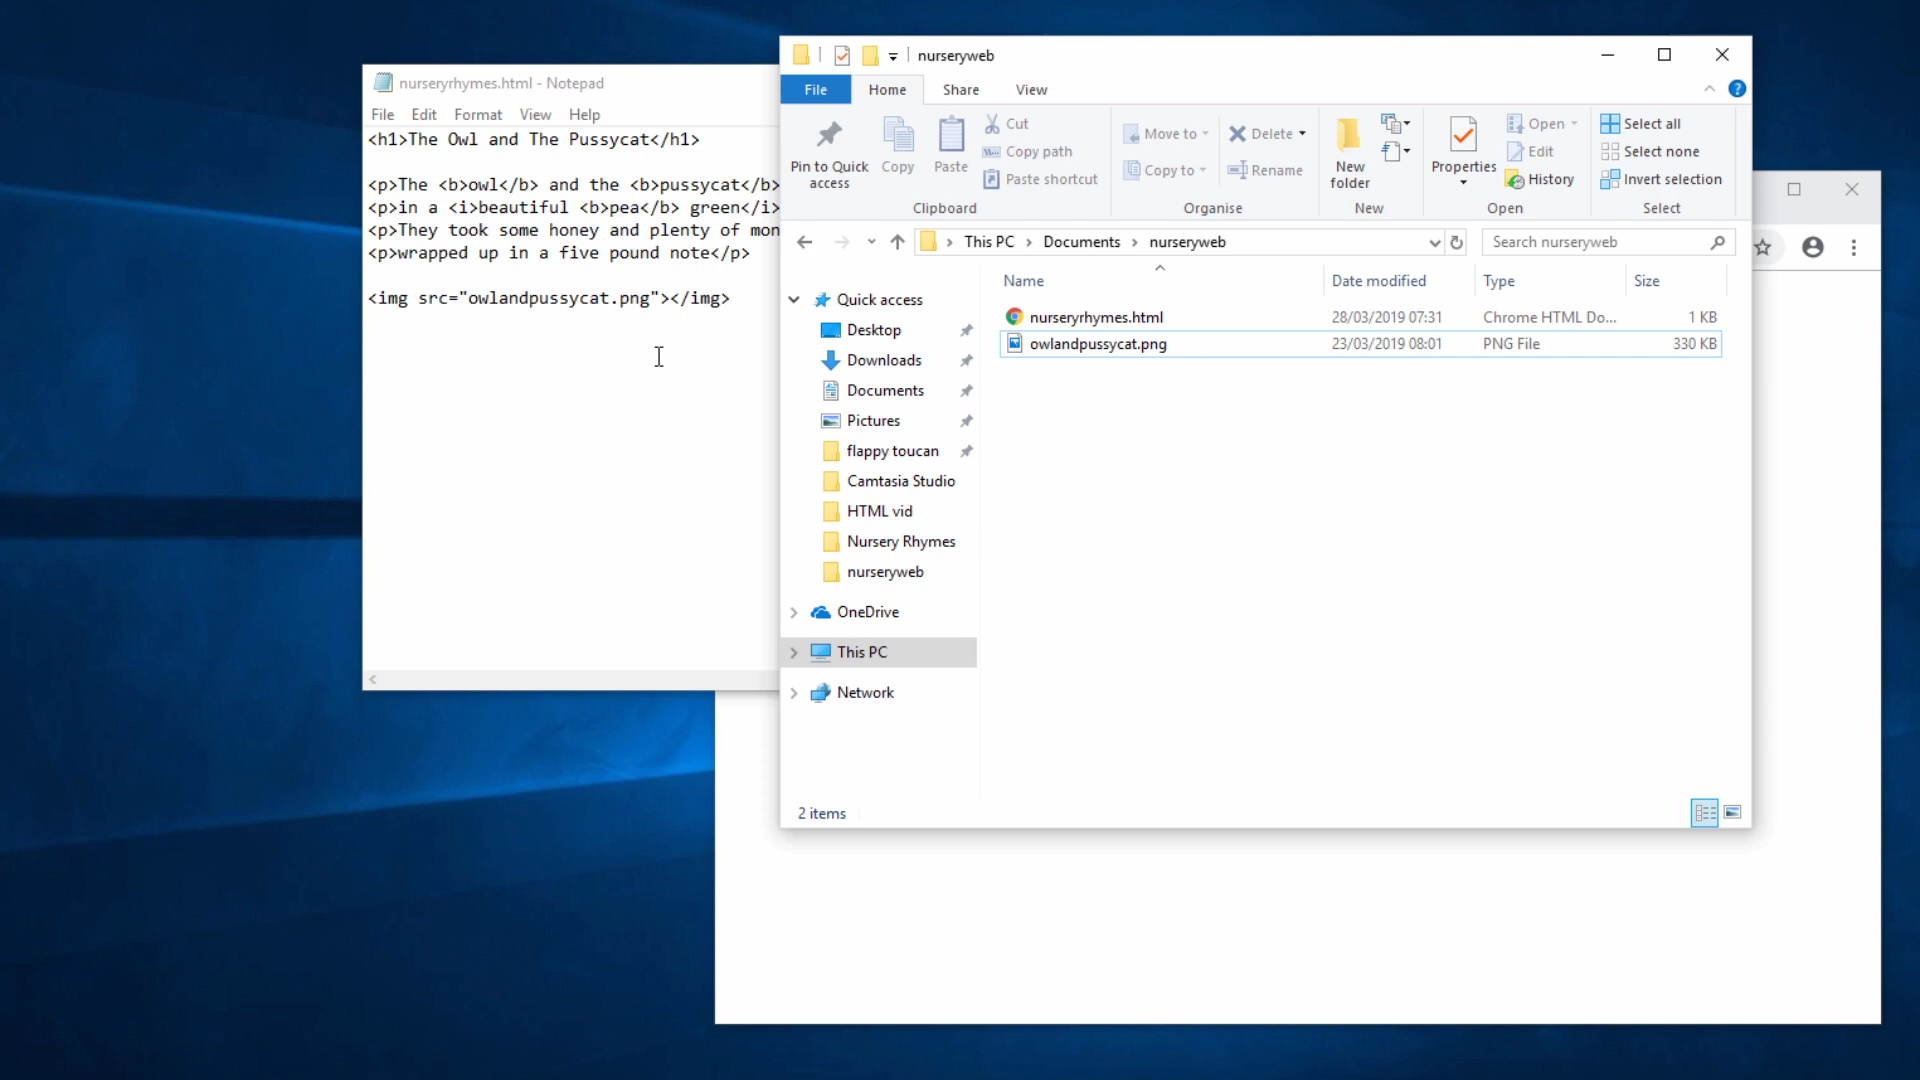 nurseryrhymes.html - Notepad
File Edit Format View Help
<h1>The Owl and The Pussycat</h1>
<p>The <b>owl</b> and the <b>pussycat</b>
<p>in a <i>beautiful <b>pea</b> green</i>
<p>They took some honey and plenty of mon
<p>wrapped up in a five pound note</p>
<img src="owlandpussycat.png"></img>
nurseryweb
File Home Share View
Pin to Quick access
Copy
Paste
Cut
Copy path
Paste shortcut
Clipboard
Move to
Copy to
Delete
Rename
Organise
New folder
New
Properties
Open
Edit
History
Open
Select all
Select none
Invert selection
Select
This PC > Documents > nurseryweb
Search nurseryweb
Name Date modified Type Size
nurseryrhymes.html 28/03/2019 07:31 Chrome HTML Do... 1 KB
owlandpussycat.png 23/03/2019 08:01 PNG File 330 KB
Quick access
Desktop
Downloads
Documents
Pictures
flappy toucan
Camtasia Studio
HTML vid
Nursery Rhymes
nurseryweb
OneDrive
This PC
Network
2 items